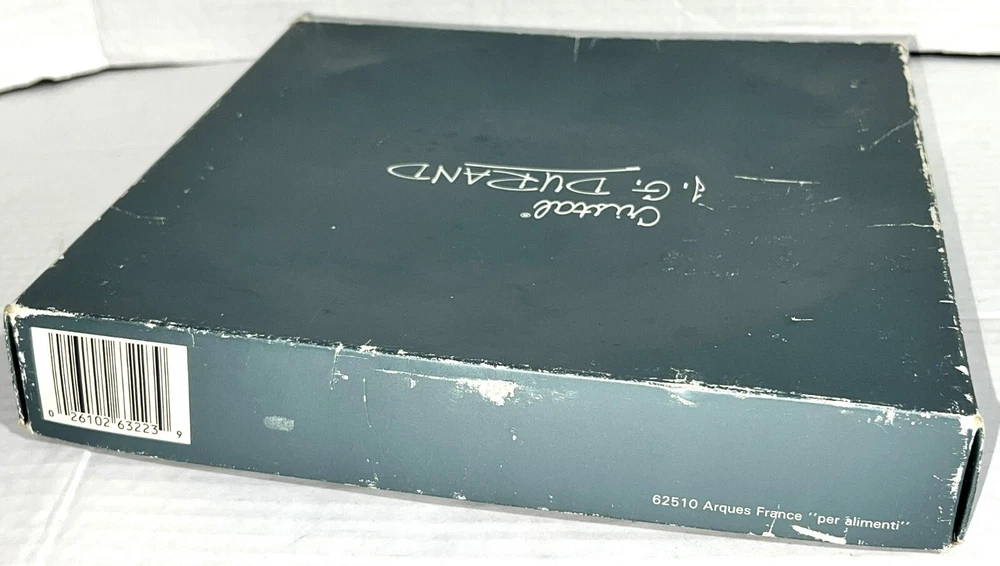 Cristal®
J. G. DURAND
0 26102 63223 9
62510 Arques France "per alimenti"